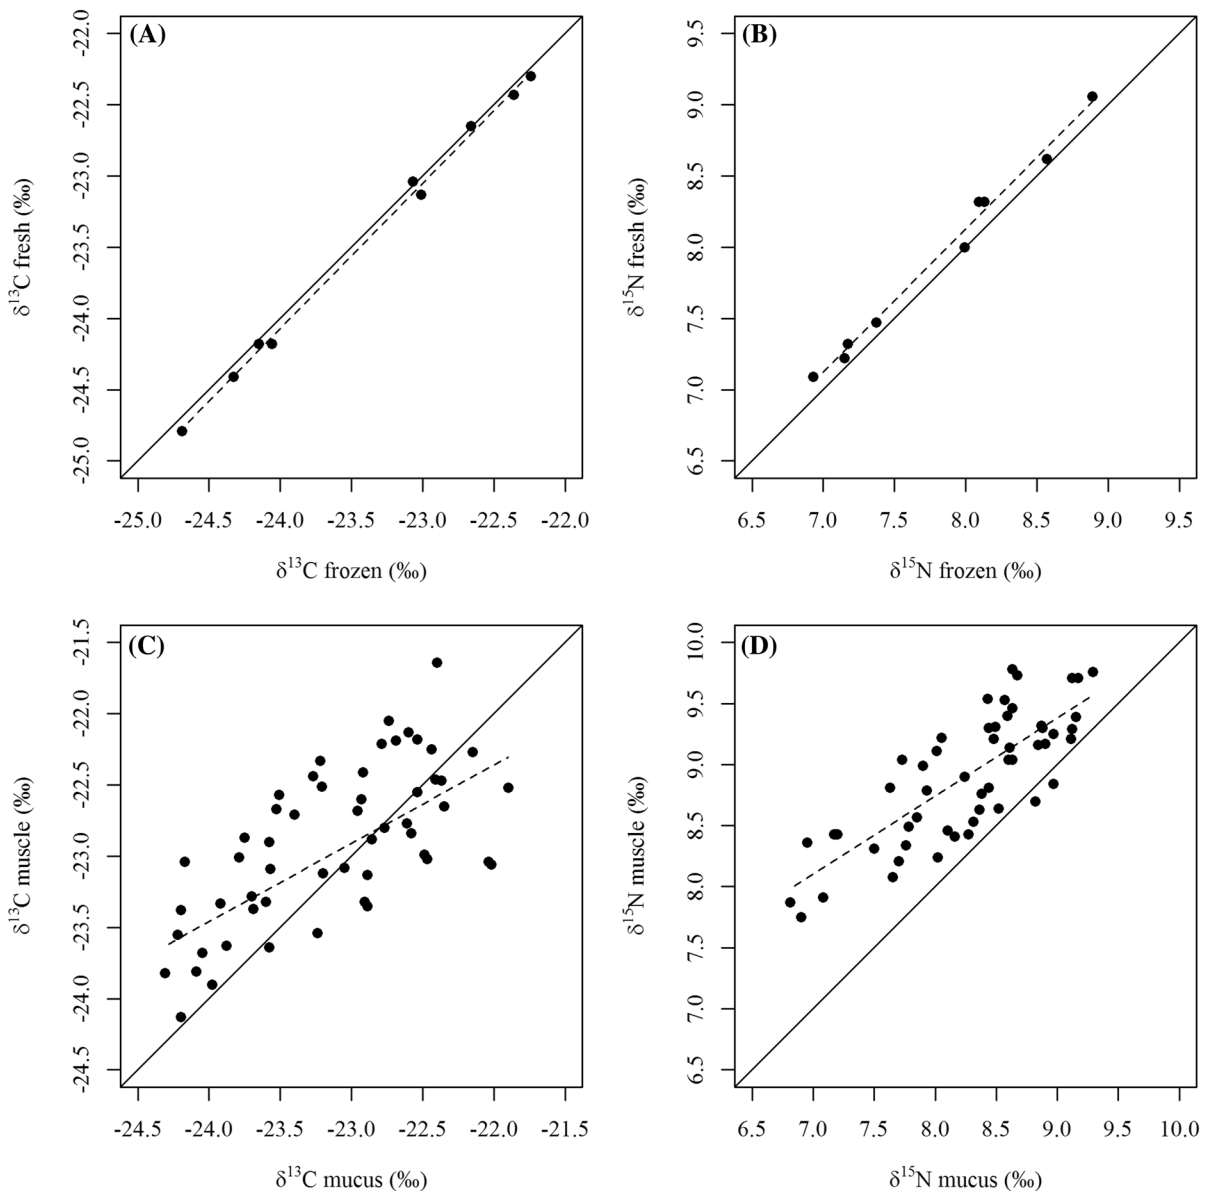 (A)
-22.0
-22.5
-23.0
-23.5
-24.0
-24.5
-25.0
δ¹³C fresh (‰)
-25.0 -24.5 -24.0 -23.5 -23.0 -22.5 -22.0
δ¹³C frozen (‰)
(B)
9.5
9.0
8.5
8.0
7.5
7.0
6.5
δ¹⁵N fresh (‰)
6.5 7.0 7.5 8.0 8.5 9.0 9.5
δ¹⁵N frozen (‰)
(C)
-21.5
-22.0
-22.5
-23.0
-23.5
-24.0
-24.5
δ¹³C muscle (‰)
-24.5 -24.0 -23.5 -23.0 -22.5 -22.0 -21.5
δ¹³C mucus (‰)
(D)
10.0
9.5
9.0
8.5
8.0
7.5
7.0
6.5
δ¹⁵N muscle (‰)
6.5 7.0 7.5 8.0 8.5 9.0 9.5 10.0
δ¹⁵N mucus (‰)